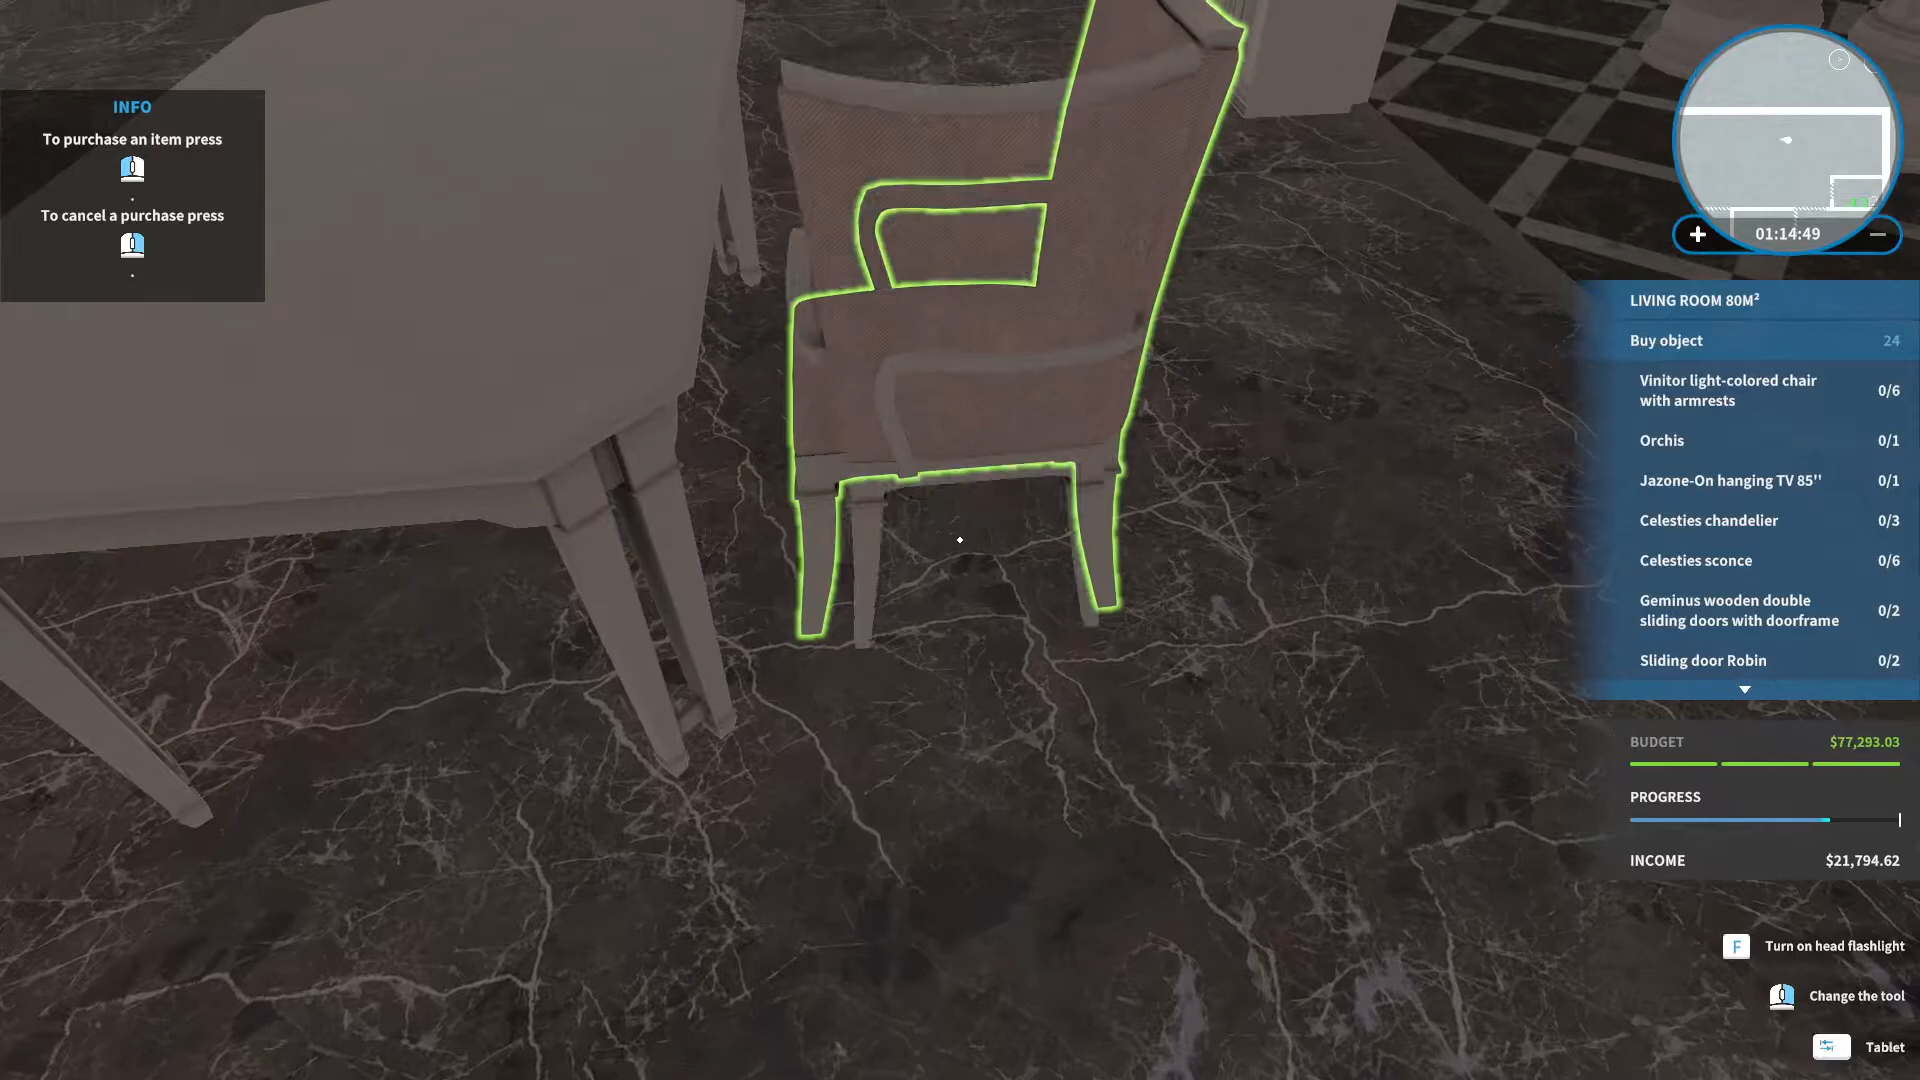 INFO
To purchase an item press
.
To cancel a purchase press
.
01:14:49
LIVING ROOM 80M²
Buy object 24
Vinitor light-colored chair
with armrests 0/6
Orchis 0/1
Jazone-On hanging TV 85'' 0/1
Celesties chandelier 0/3
Celesties sconce 0/6
Geminus wooden double
sliding doors with doorframe 0/2
Sliding door Robin 0/2
BUDGET $77,293.03
PROGRESS
INCOME $21,794.62
F Turn on head flashlight
Change the tool
Tablet